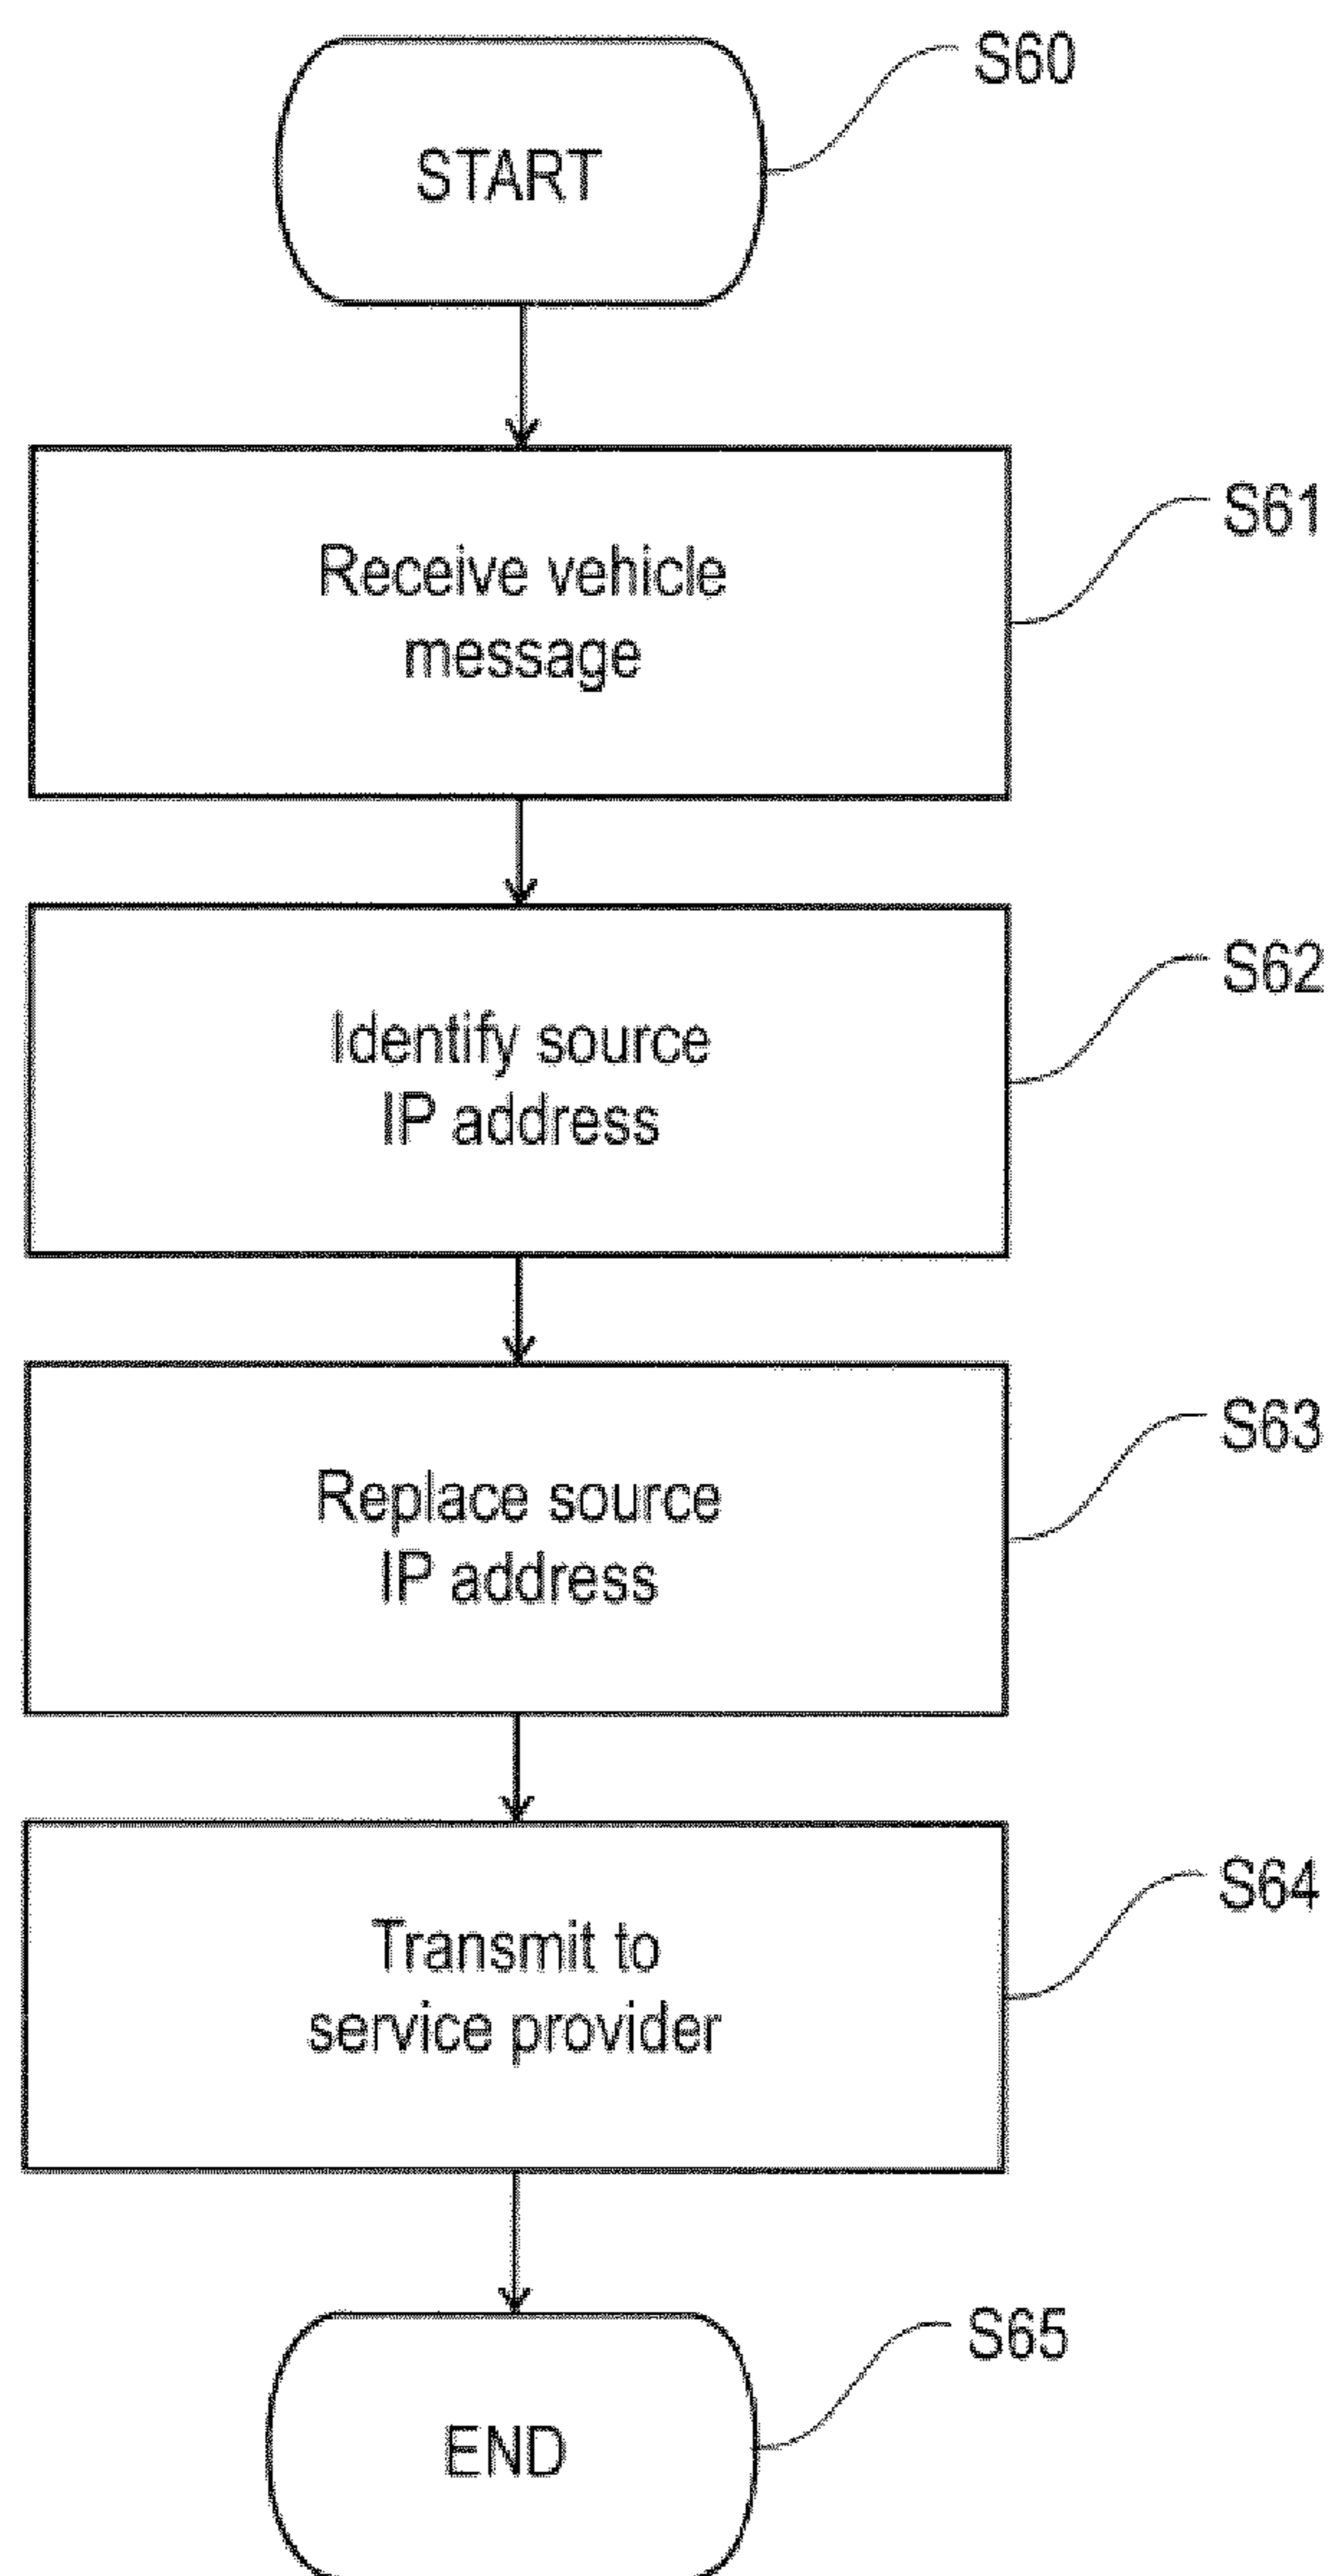 S60
START
S61
Receive vehicle
message
S62
Identify source
IP address
S63
Replace source
IP address
S64
Transmit to
service provider
S65
END